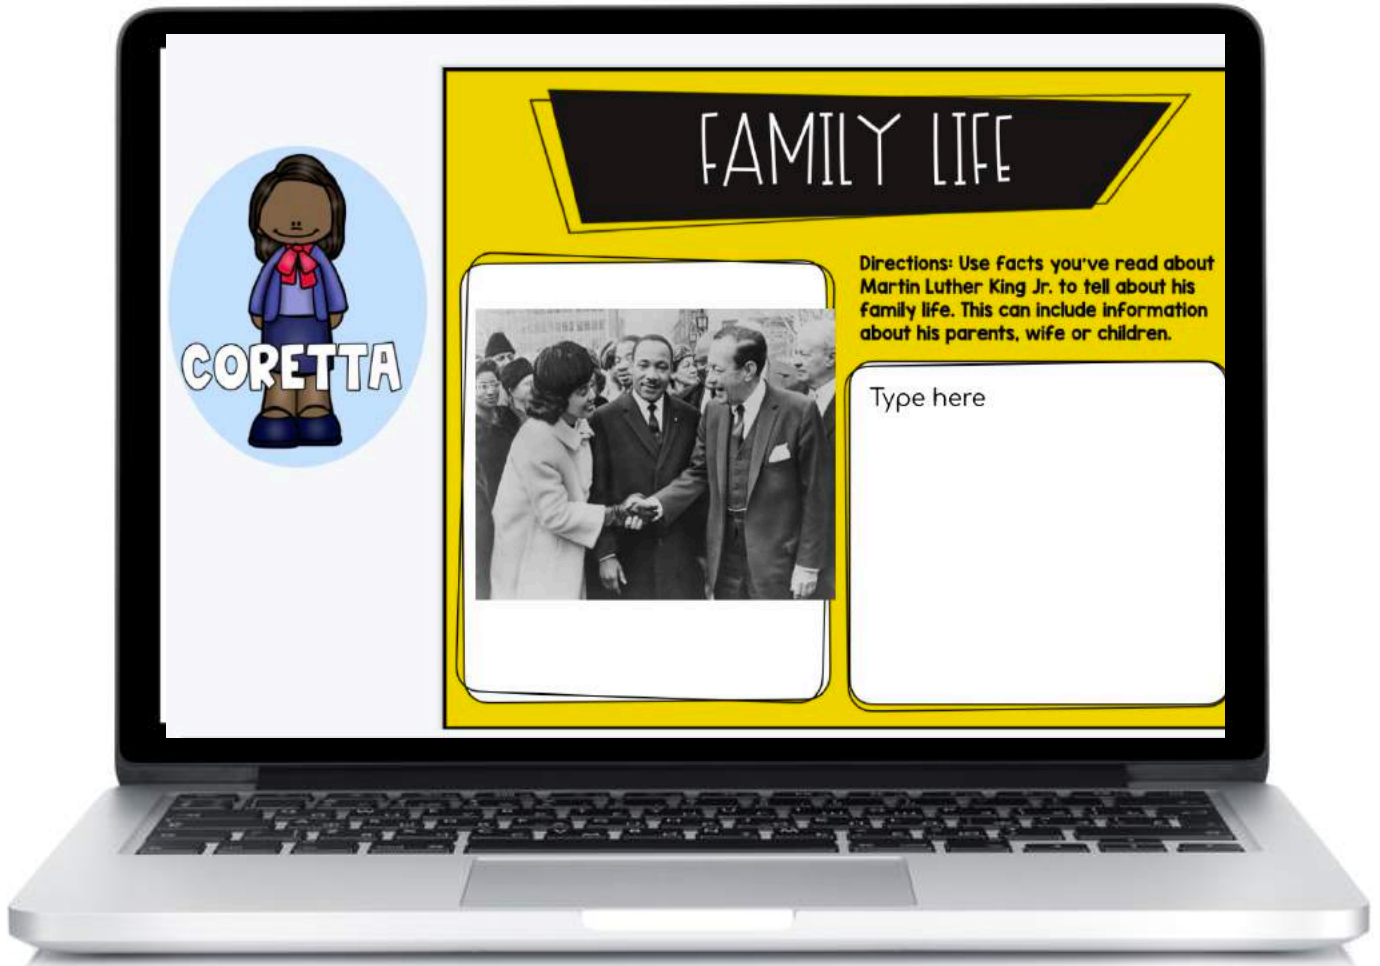 FAMILY LIFE
CORETTA
Directions: Use facts you've read about
Martin Luther King Jr. to tell about his
family life. This can include information
about his parents, wife or children.
Type here